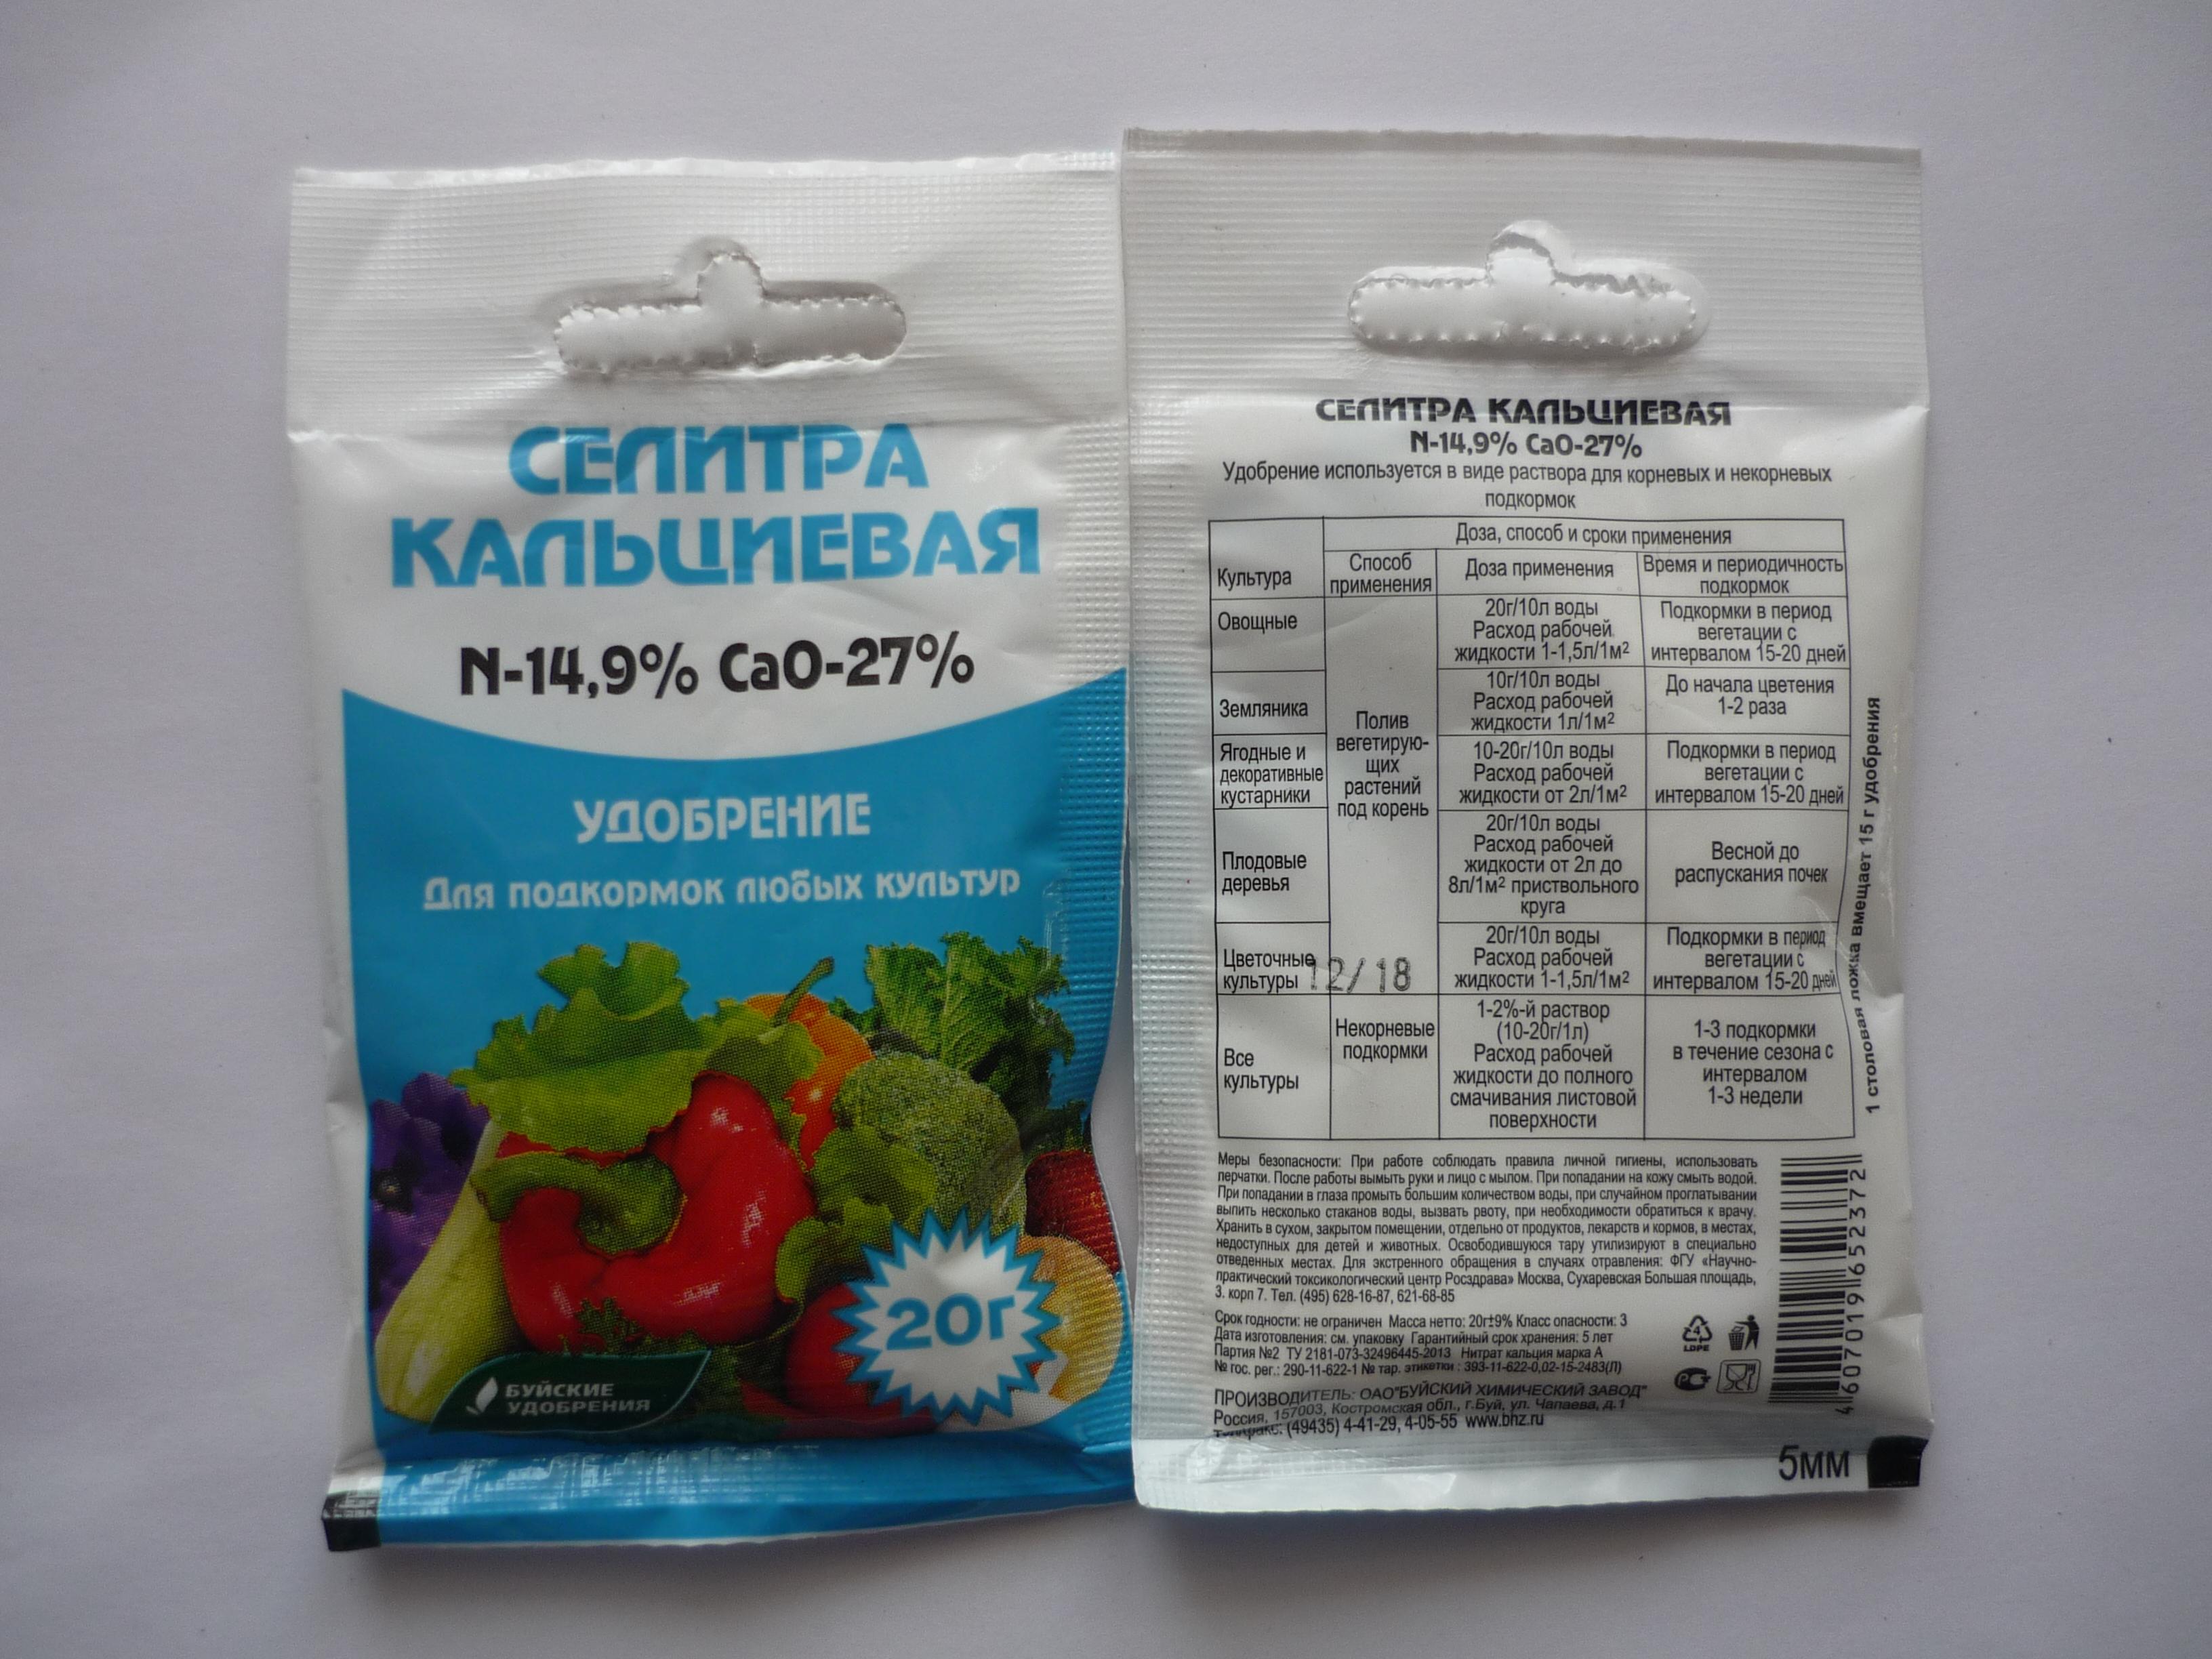 СЕЛИТРА
КАЛЬЦИЕВАЯ
N-14,9% CaO-27%
УДОБРЕНИЕ
Для подкормок любых культур
20г
БУЙСКИЕ
УДОБРЕНИЯ
СЕЛИТРА КАЛЬЦИЕВАЯ
N-14,9% CaO-27%
Удобрение используется в виде раствора для корневых и некорневых
подкормок
Доза, способ и сроки применения
Культура
Способ
применения
Доза применения
Время и периодичность
подкормок
Овощные
20г/10л воды
Расход рабочей
жидкости 1-1,5л/1м²
Подкормки в период
вегетации с
интервалом 15-20 дней
Земляника
10г/10л воды
Расход рабочей
жидкости 1л/1м²
До начала цветения
1-2 раза
Полив
вегетирую-
щих
растений
под корень
Ягодные и
декоративные
кустарники
10-20г/10л воды
Расход рабочей
жидкости от 2л/1м²
Подкормки в период
вегетации с
интервалом 15-20 дней
Плодовые
деревья
20г/10л воды
Расход рабочей
жидкости от 2л до
8л/1м² приствольного
круга
Весной до
распускания почек
Цветочные
культуры
12/18
20г/10л воды
Расход рабочей
жидкости 1-1,5л/1м²
Подкормки в период
вегетации с
интервалом 15-20 дней
Все
культуры
Некорневые
подкормки
1-2%-й раствор
(10-20г/1л)
Расход рабочей
жидкости до полного
смачивания листовой
поверхности
1-3 подкормки
в течение сезона с
интервалом
1-3 недели
1 столовая ложка вмещает 15 г удобрения
Меры безопасности: При работе соблюдать правила личной гигиены, использовать
перчатки. После работы вымыть руки и лицо с мылом. При попадании на кожу смыть водой.
При попадании в глаза промыть большим количеством воды, при случайном проглатывании
выпить несколько стаканов воды, вызвать рвоту, при необходимости обратиться к врачу.
Хранить в сухом, закрытом помещении, отдельно от продуктов, лекарств и кормов, в местах,
недоступных для детей и животных. Освободившуюся тару утилизируют в специально
отведенных местах. Для экстренного обращения в случаях отравления: ФГУ «Научно-
практический токсикологический центр Росздрава» Москва, Сухаревская Большая площадь,
3. корп 7. Тел. (495) 628-16-87, 621-68-85
Срок годности: не ограничен Масса нетто: 20г±9% Класс опасности: 3
Дата изготовления: см. упаковку Гарантийный срок хранения: 5 лет
Партия №2 ТУ 2181-073-32496445-2013 Нитрат кальция марка А
№ гос. рег.: 290-11-622-1 № тар. этикетки : 393-11-622-0,02-15-2483(Л)
ПРОИЗВОДИТЕЛЬ: ОАО"БУЙСКИЙ ХИМИЧЕСКИЙ ЗАВОД"
Россия, 157003, Костромская обл., г.Буй, ул. Чапаева, д.1
(49435) 4-41-29, 4-05-55 www.bhz.ru
4
LDPE
РСТ
4607019652372
5мм